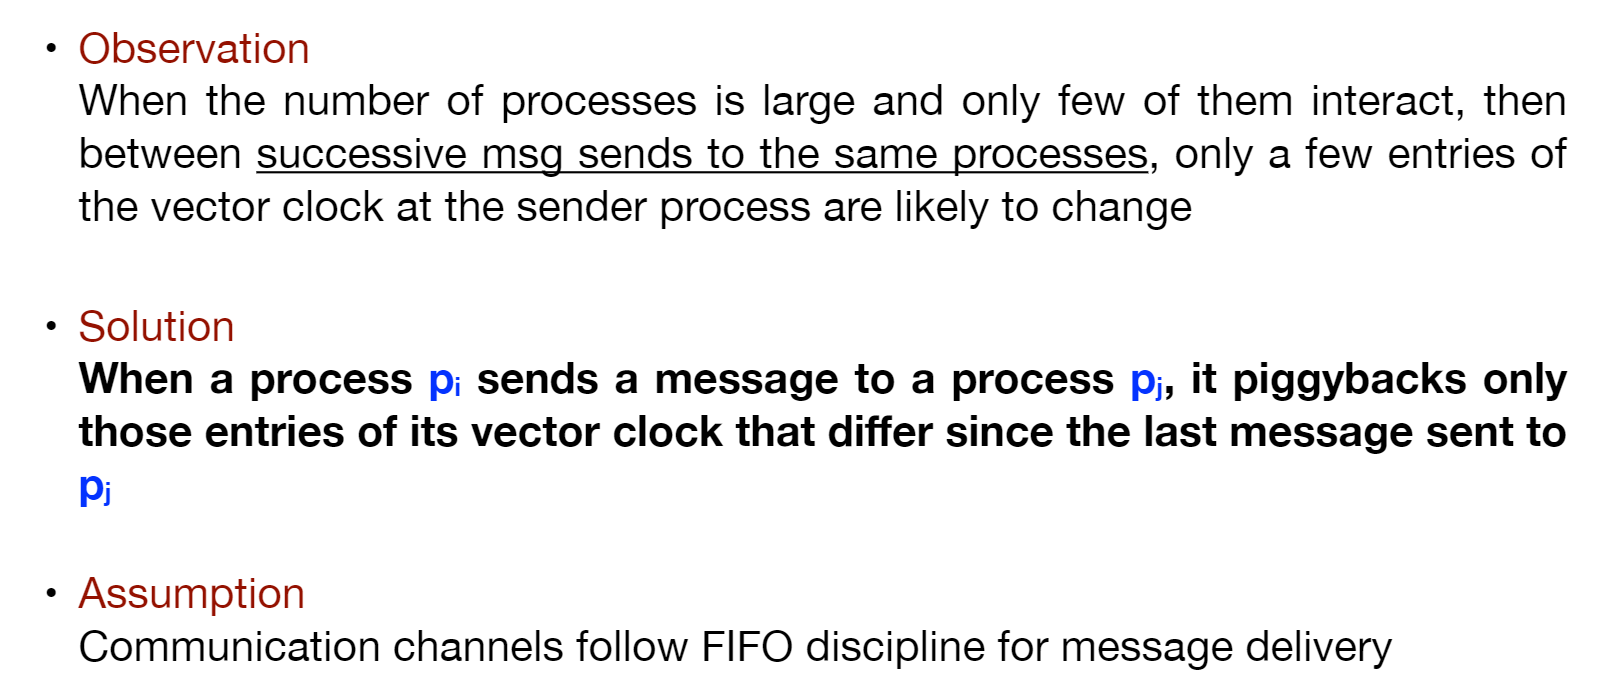 • Observation
When the number of processes is large and only few of them interact, then
between successive msg sends to the same processes, only a few entries of
the vector clock at the sender process are likely to change
• Solution
When a process pᵢ sends a message to a process pⱼ, it piggybacks only
those entries of its vector clock that differ since the last message sent to
pⱼ
• Assumption
Communication channels follow FIFO discipline for message delivery